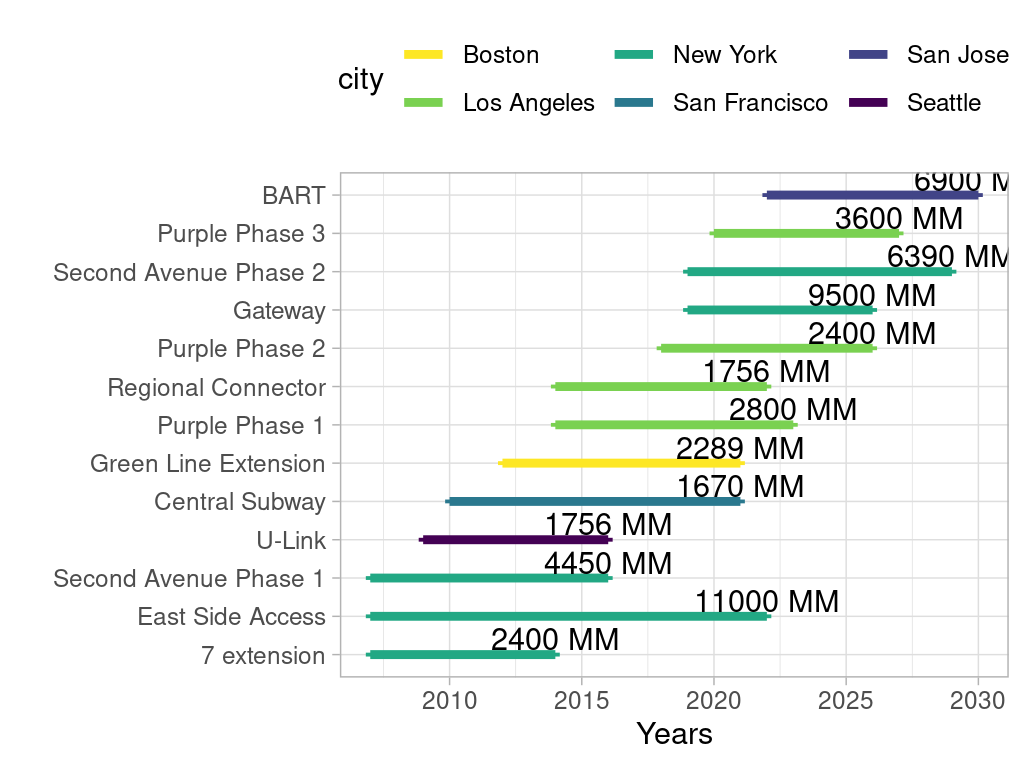 city
Boston
New York
San Jose
Los Angeles
San Francisco
Seattle
BART
6900 M
Purple Phase 3
3600 MM
Second Avenue Phase 2
6390 MM
Gateway
9500 MM
Purple Phase 2
2400 MM
Regional Connector
1756 MM
Purple Phase 1
2800 MM
Green Line Extension
2289 MM
Central Subway
1670 MM
U-Link
1756 MM
Second Avenue Phase 1
4450 MM
East Side Access
11000 MM
7 extension
2400 MM
2010 2015 2020 2025 2030
Years